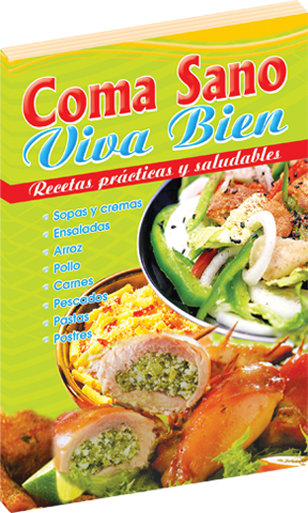 Coma Sano
Viva Bien
Recetas prácticas y saludables
Sopas y cremas
Ensaladas
Arroz
Pollo
Carnes
Pescados
Pastas
Postres